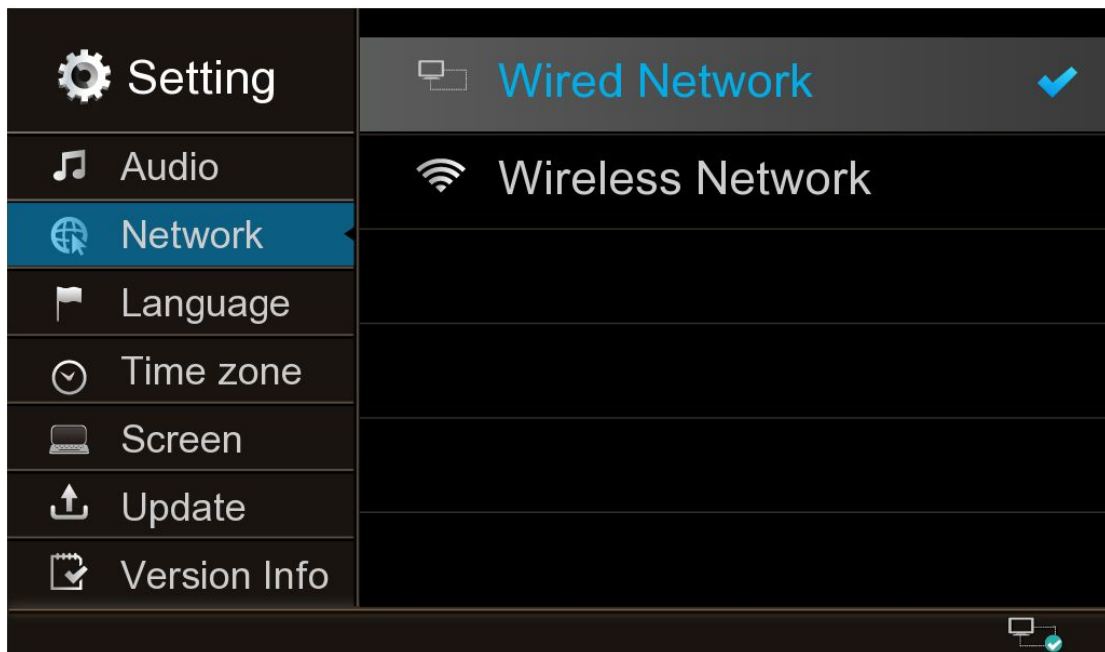 Setting
Audio
Network
Language
Time zone
Screen
Update
Version Info
Wired Network
Wireless Network